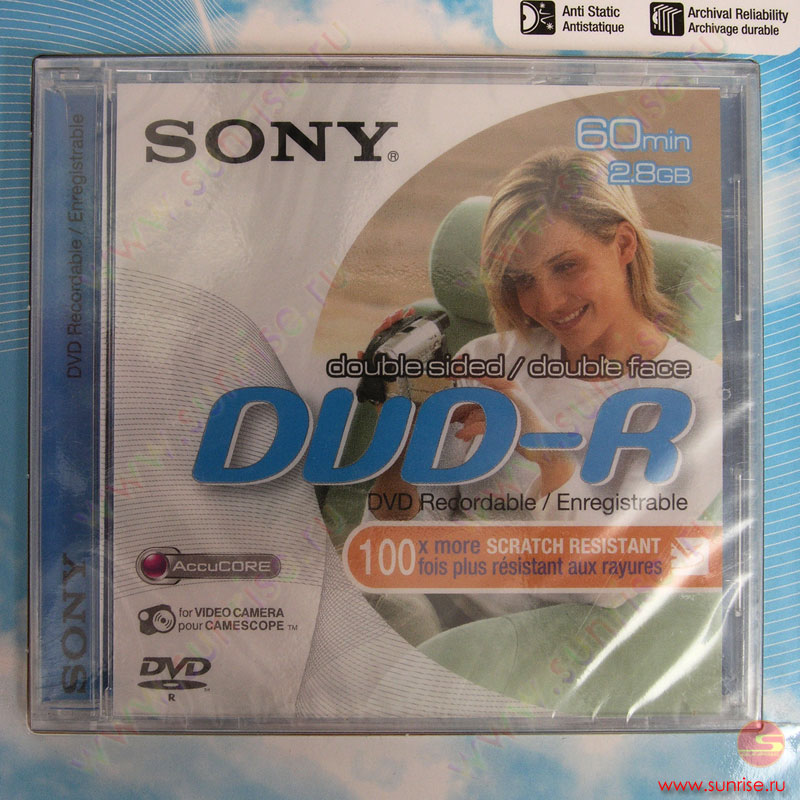 Anti Static
Antistatique
Archival Reliability
Archivage durable
SONY®
60min
2.8GB
DVD Recordable / Enregistrable
SONY
double sided / double face
DVD-R
DVD Recordable / Enregistrable
100 x more SCRATCH RESISTANT
fois plus résistant aux rayures
AccuCORE
for VIDEO CAMERA
pour CAMESCOPE™
DVD
R
www.sunrise.ru